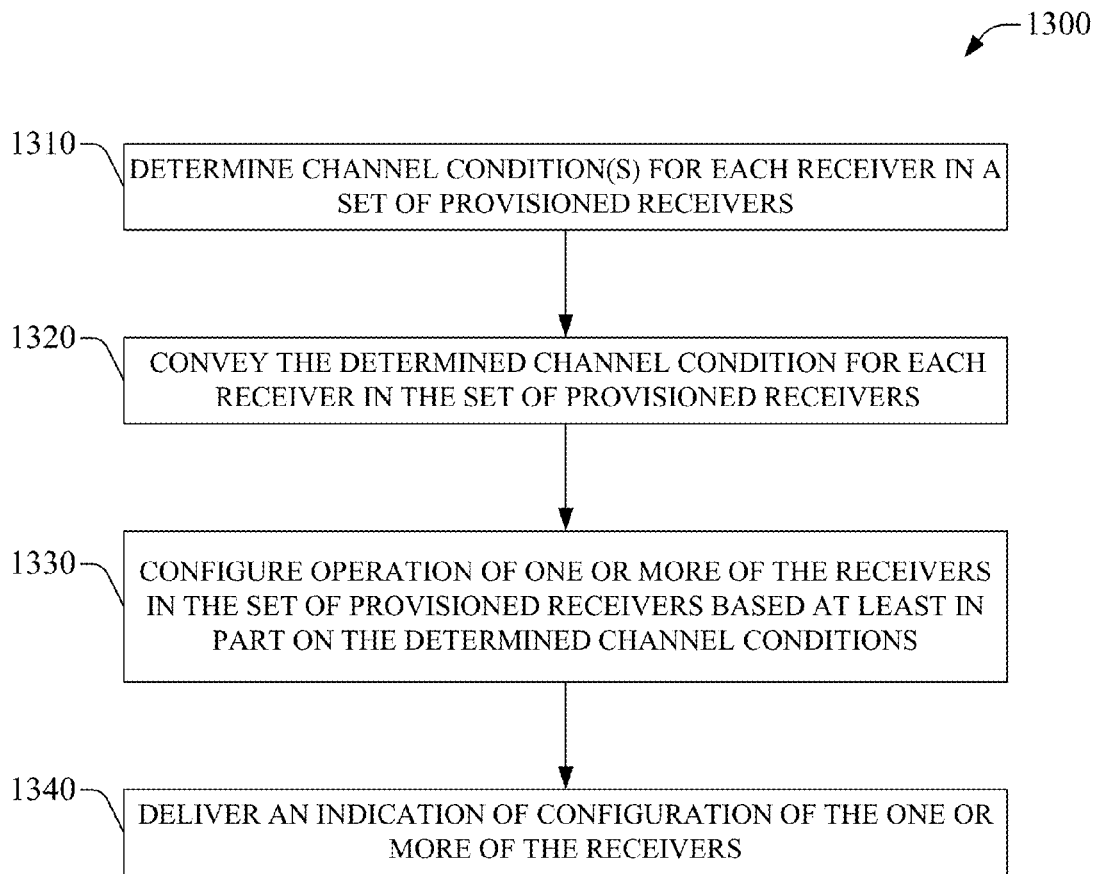 1300
1310
DETERMINE CHANNEL CONDITION(S) FOR EACH RECEIVER IN A
SET OF PROVISIONED RECEIVERS
1320
CONVEY THE DETERMINED CHANNEL CONDITION FOR EACH
RECEIVER IN THE SET OF PROVISIONED RECEIVERS
1330
CONFIGURE OPERATION OF ONE OR MORE OF THE RECEIVERS
IN THE SET OF PROVISIONED RECEIVERS BASED AT LEAST IN
PART ON THE DETERMINED CHANNEL CONDITIONS
1340
DELIVER AN INDICATION OF CONFIGURATION OF THE ONE OR
MORE OF THE RECEIVERS